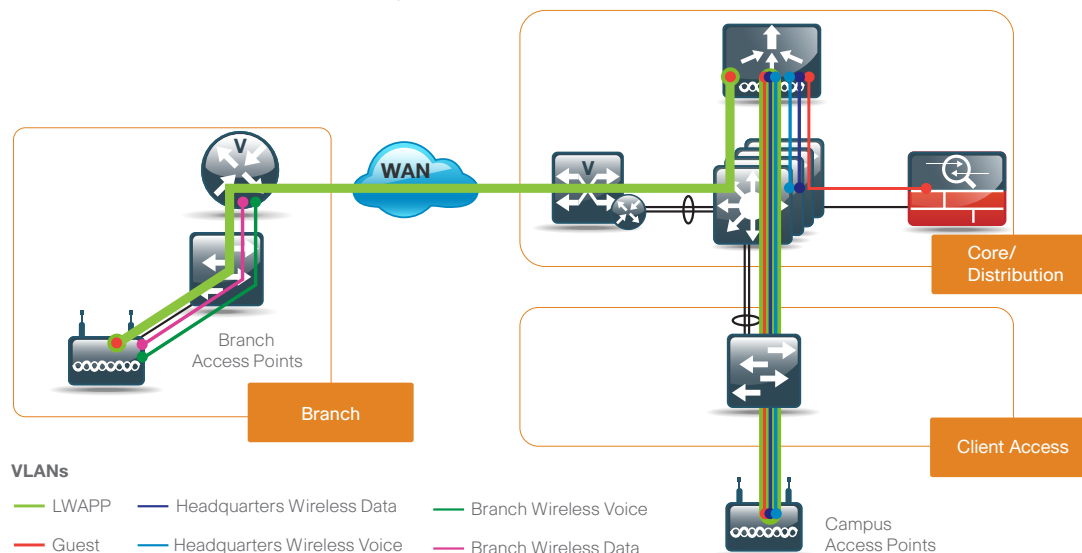 V
WAN
V
Core/
Distribution
Branch
Access Points
Branch
Client Access
VLANs
LWAPP
Headquarters Wireless Data
Branch Wireless Voice
Guest
Headquarters Wireless Voice
Branch Wireless Data
Campus
Access Points